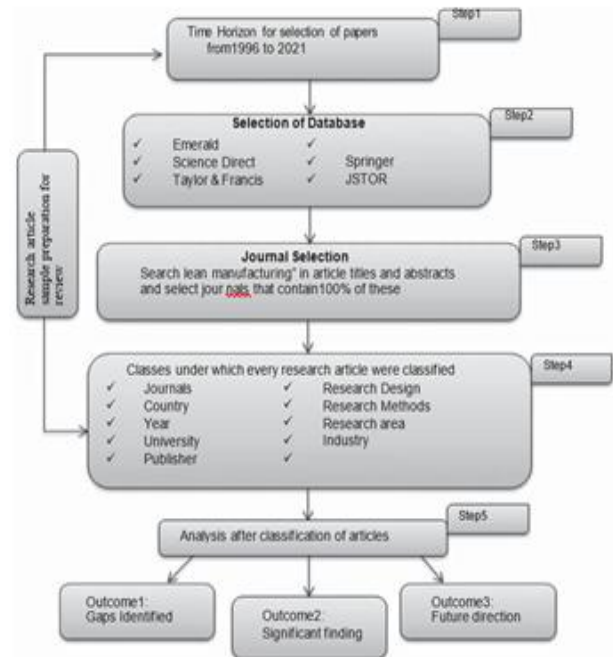 Step1
Time Horizon for selection of papers
from1996 to 2021
Step2
Selection of Database
✓ Emerald ✓
✓ Science Direct ✓ Springer
✓ Taylor & Francis ✓ JSTOR
Research article
sample preparation for
review
Step3
Journal Selection
Search lean manufacturing" in article titles and abstracts
and select jour nals that contain100% of these
Step4
Classes under which every research article were classified
✓ Journals ✓ Research Design
✓ Country ✓ Research Methods
✓ Year ✓ Research area
✓ University ✓ Industry
✓ Publisher ✓
Step5
Analysis after classification of articles
Outcome1:
Gaps Identified
Outcome2:
Significant finding
Outcome3:
Future direction